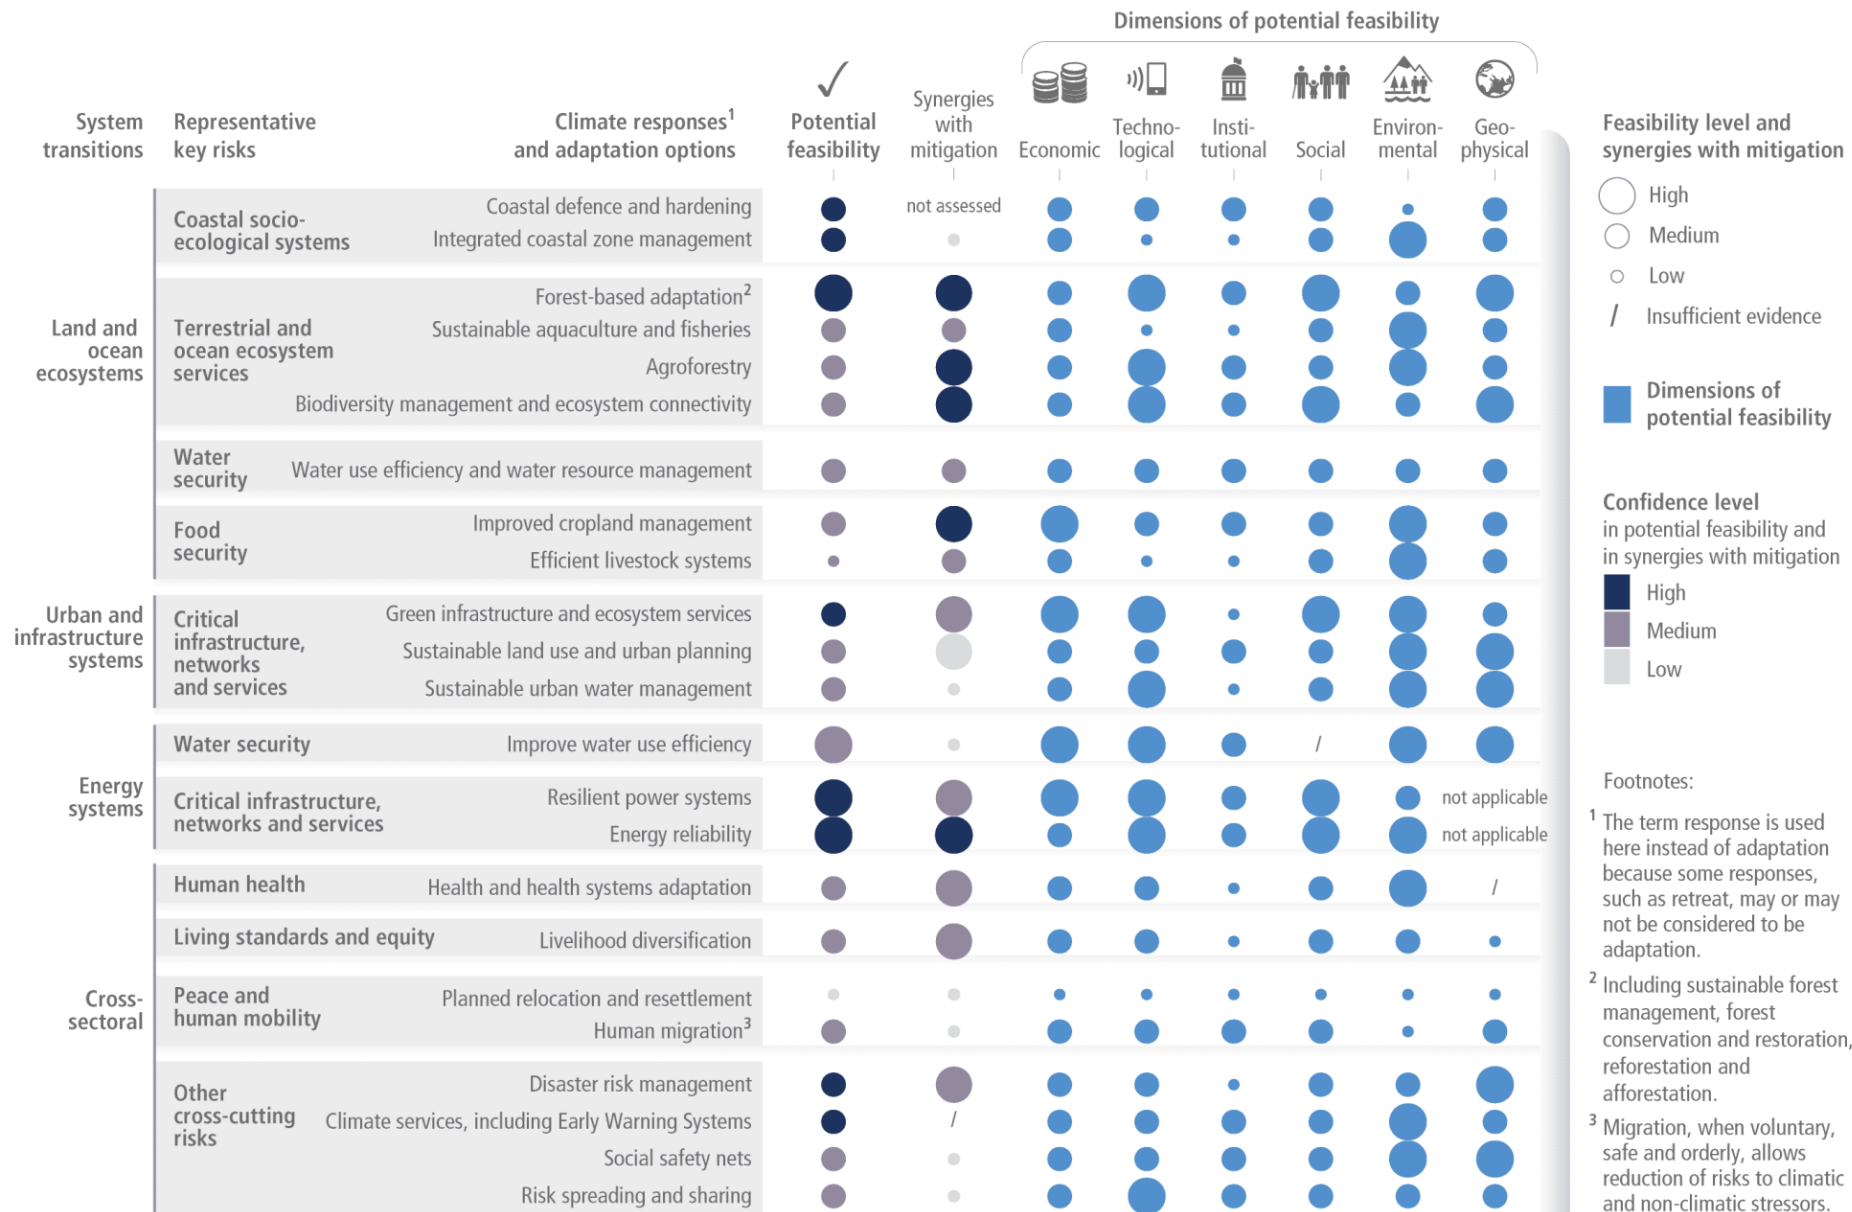 Dimensions of potential feasibility
System transitions
Representative key risks
Climate responses1 and adaptation options
Potential feasibility
Synergies with mitigation
Economic
Techno-logical
Insti-tutional
Social
Environ-mental
Geo-physical
Land and ocean ecosystems
Coastal socio-ecological systems
Coastal defence and hardening
not assessed
Integrated coastal zone management
Terrestrial and ocean ecosystem services
Forest-based adaptation2
Sustainable aquaculture and fisheries
Agroforestry
Biodiversity management and ecosystem connectivity
Water security
Water use efficiency and water resource management
Food security
Improved cropland management
Efficient livestock systems
Urban and infrastructure systems
Critical infrastructure, networks and services
Green infrastructure and ecosystem services
Sustainable land use and urban planning
Sustainable urban water management
Energy systems
Water security
Improve water use efficiency
/
Critical infrastructure, networks and services
Resilient power systems
not applicable
Energy reliability
not applicable
Cross-sectoral
Human health
Health and health systems adaptation
/
Living standards and equity
Livelihood diversification
Peace and human mobility
Planned relocation and resettlement
Human migration3
Other cross-cutting risks
Disaster risk management
Climate services, including Early Warning Systems
/
Social safety nets
Risk spreading and sharing
Feasibility level and
synergies with mitigation
High
Medium
Low
/ Insufficient evidence
Dimensions of
potential feasibility
Confidence level
in potential feasibility and
in synergies with mitigation
High
Medium
Low
Footnotes:
1 The term response is used
here instead of adaptation
because some responses,
such as retreat, may or may
not be considered to be
adaptation.
2 Including sustainable forest
management, forest
conservation and restoration,
reforestation and
afforestation.
3 Migration, when voluntary,
safe and orderly, allows
reduction of risks to climatic
and non-climatic stressors.